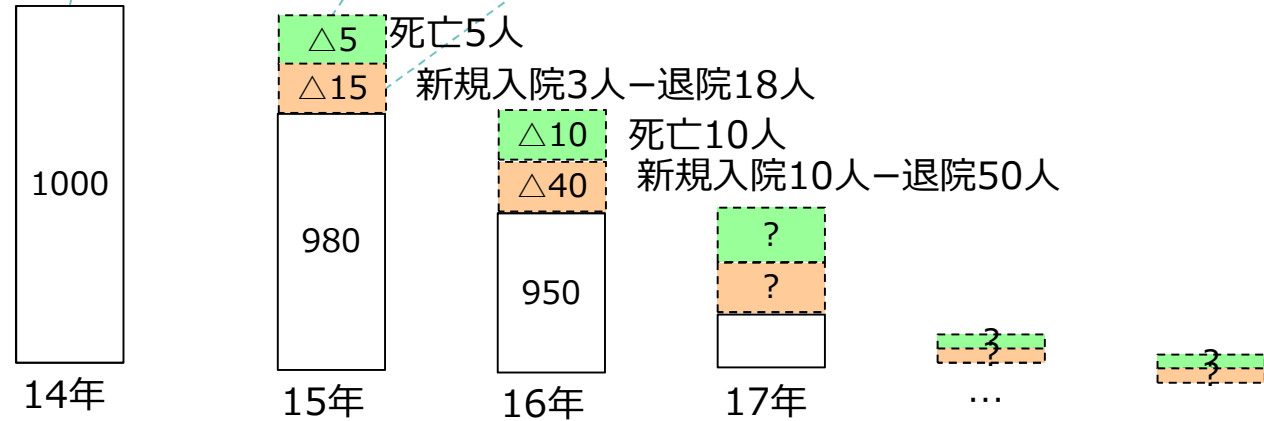 △5 死亡5人
△15 新規入院3人−退院18人
△10 死亡10人
1000
△40 新規入院10人−退院50人
980
?
950
?
?
?
?
?
14年
15年
16年
17年
…